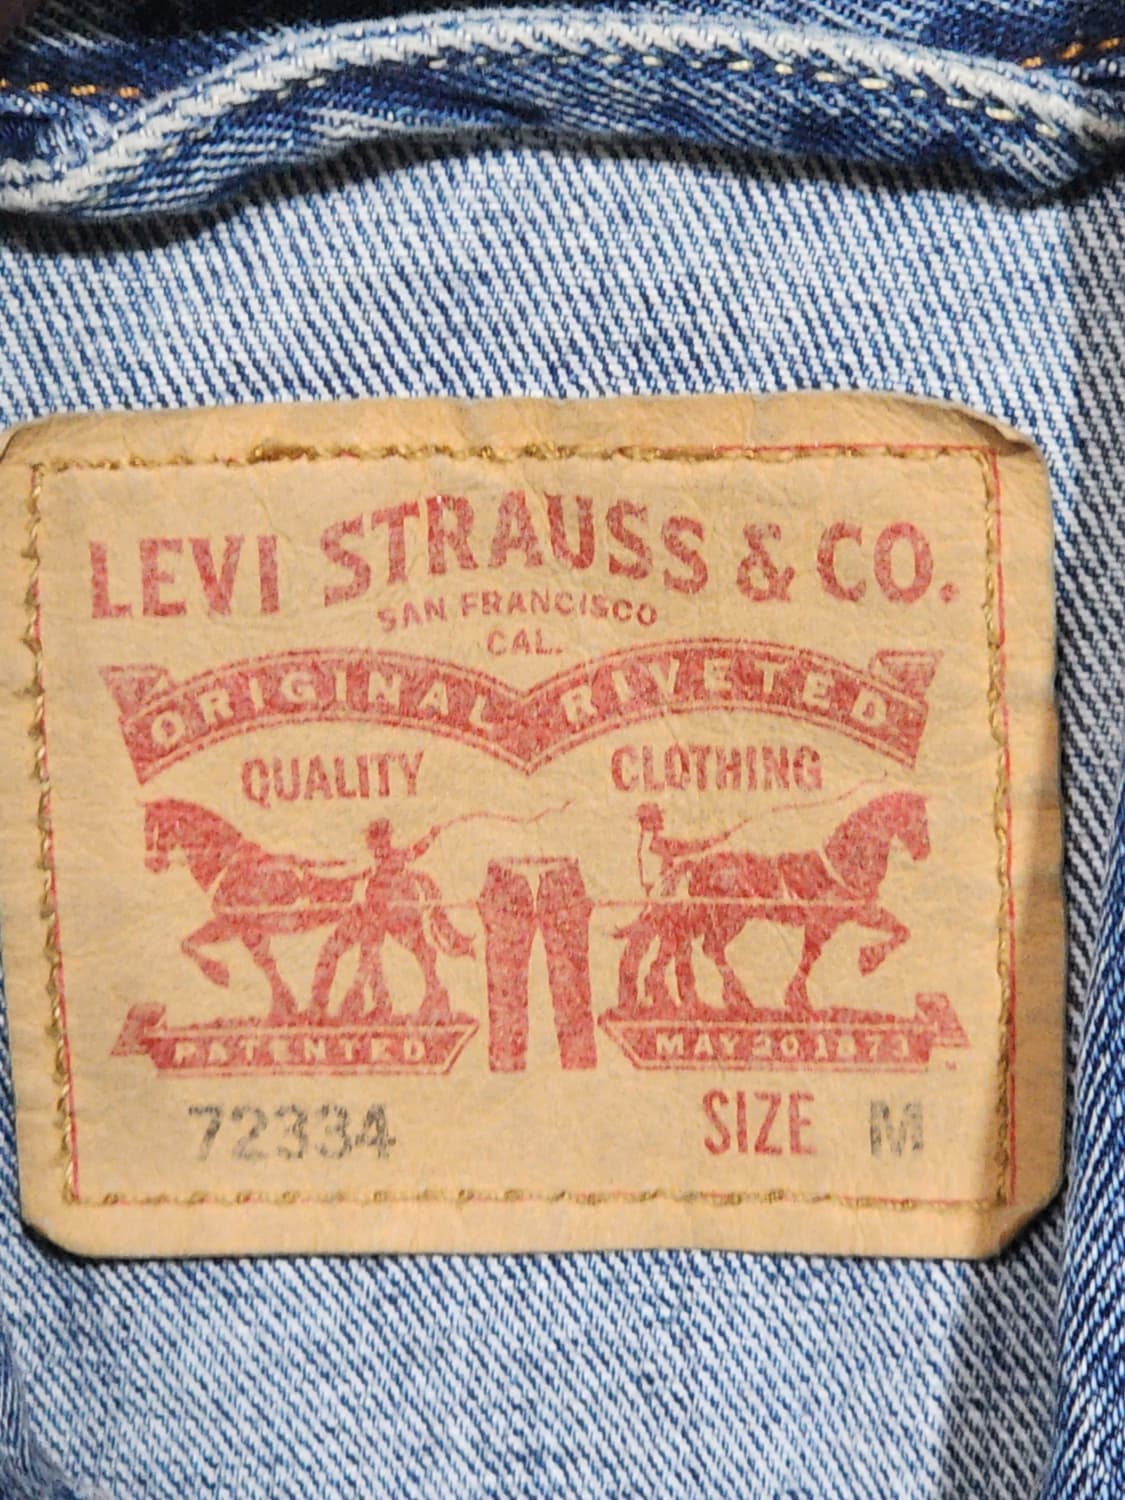 LEVI STRAUSS & CO.
SAN FRANCISCO
CAL.
ORIGINAL RIVETED
QUALITY CLOTHING
PATENTED MAY 20 1873
72334 SIZE M